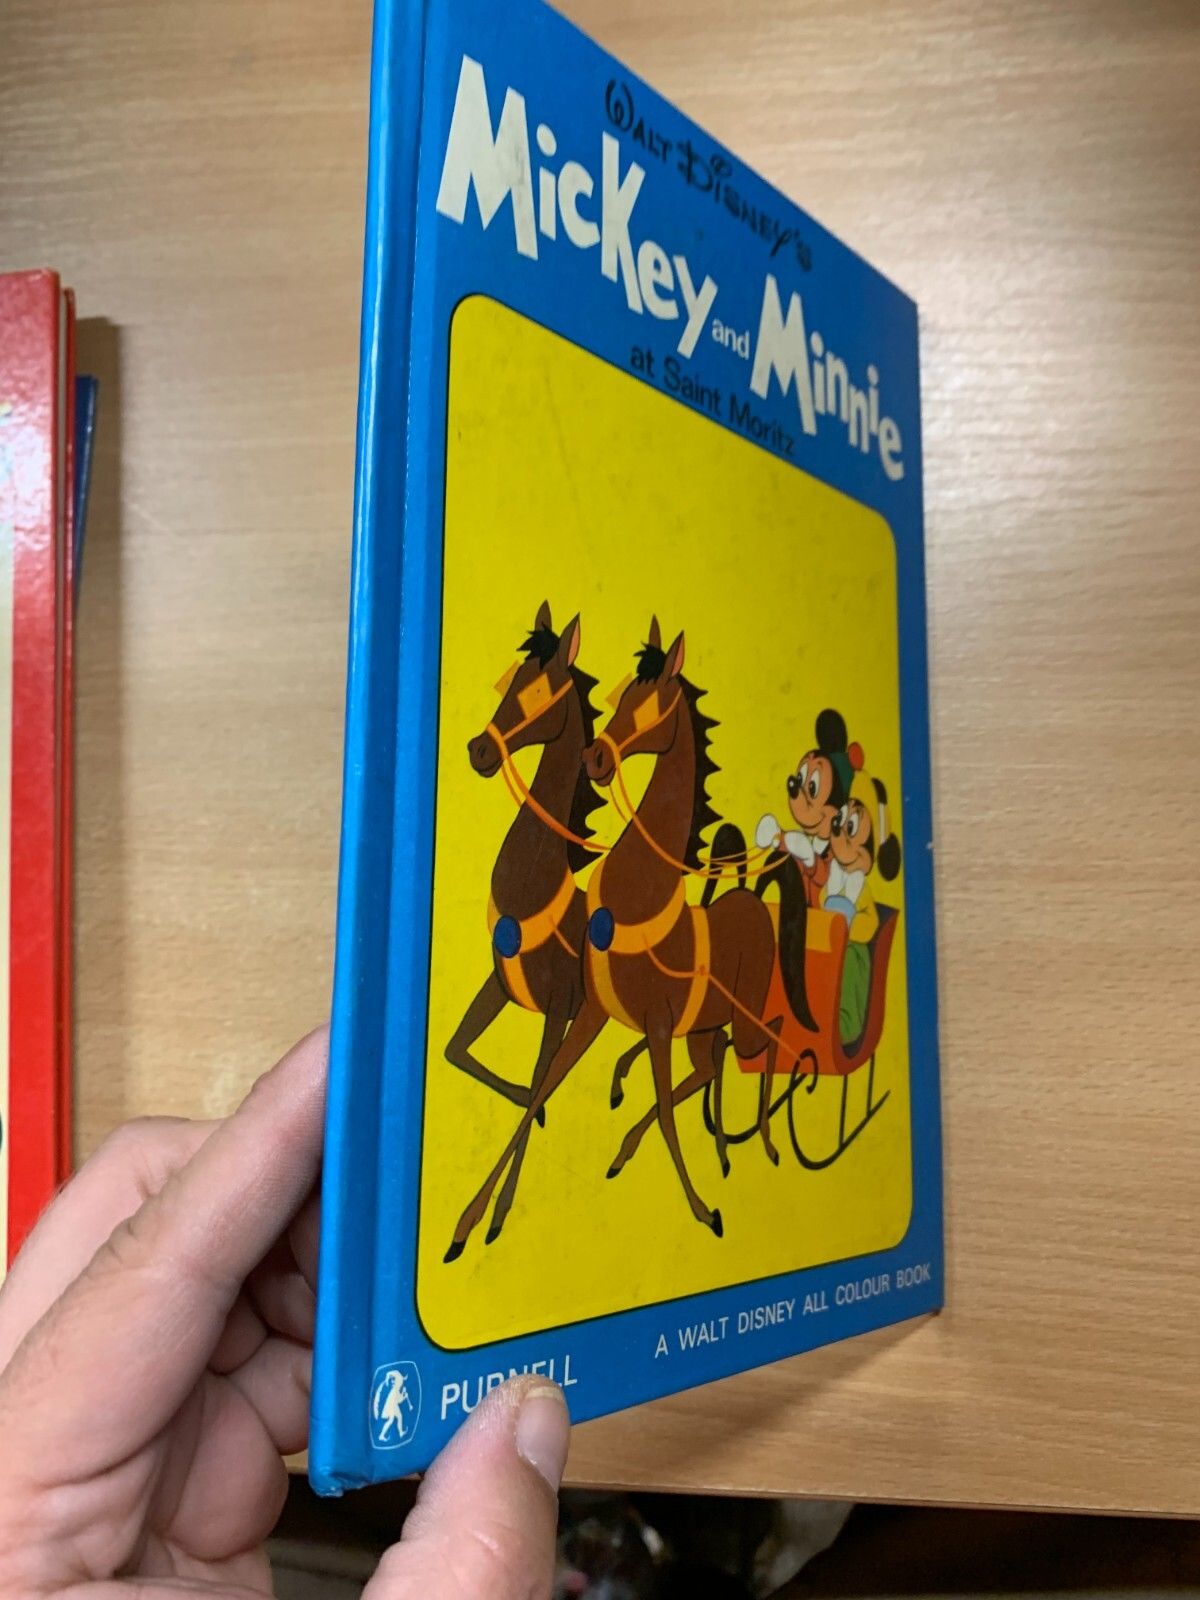 WALT DISNEY'S
Mickey and Minnie
at Saint Moritz
A WALT DISNEY ALL COLOUR BOOK
PURNELL